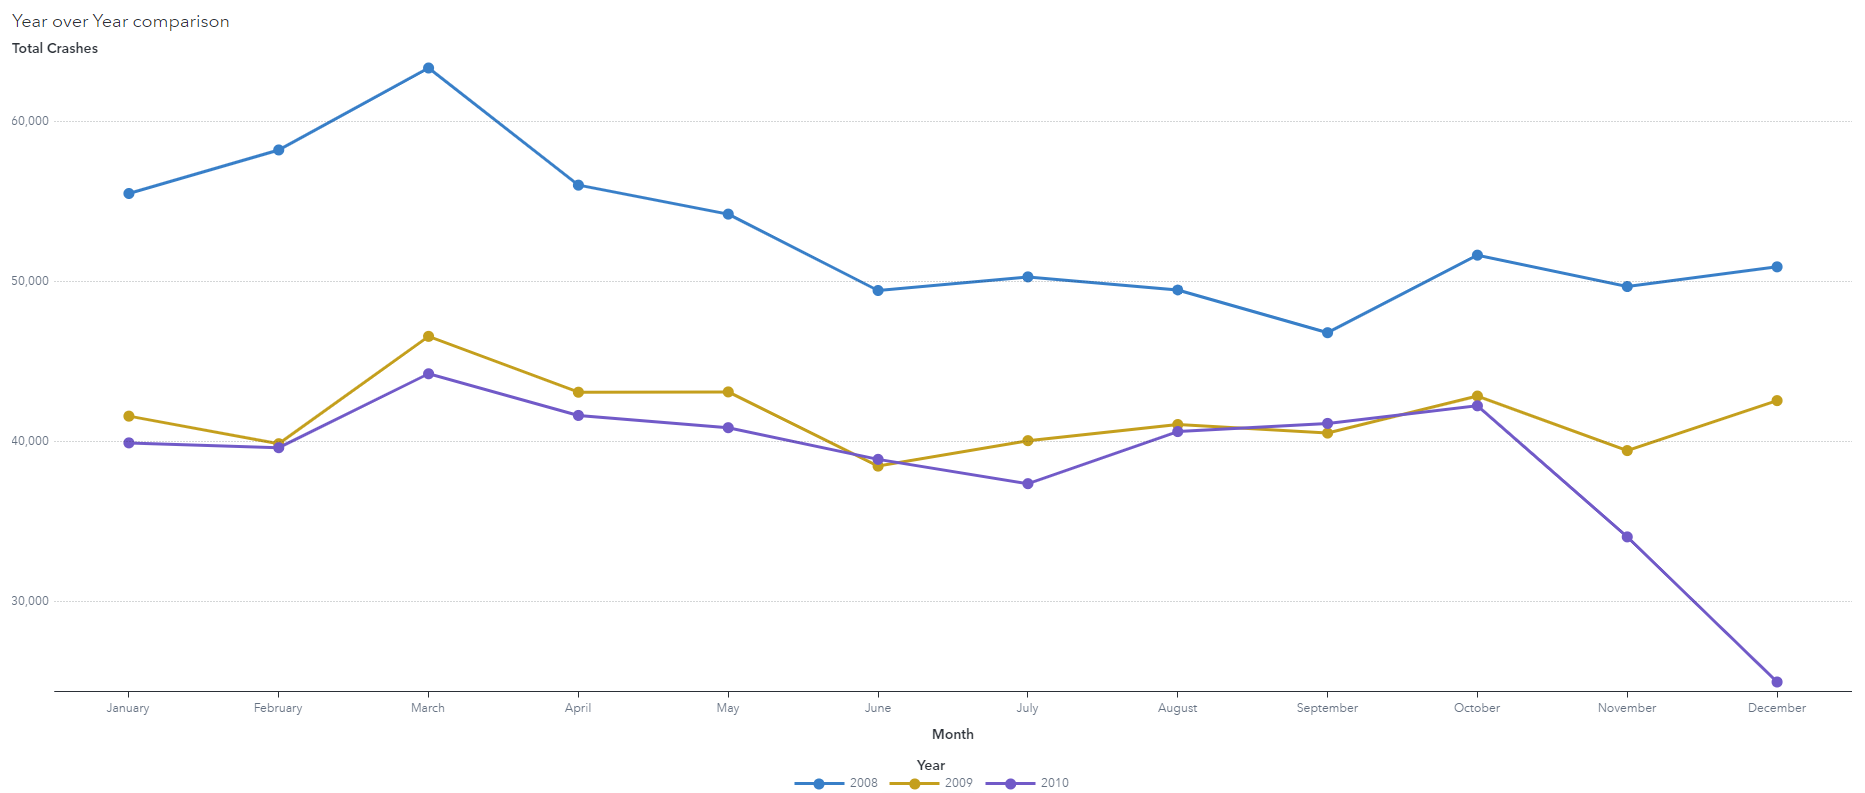 Year over Year comparison
Total Crashes
60,000
50,000
40,000
30,000
January February March April May June July August September October November December
Month
Year
2008 2009 2010